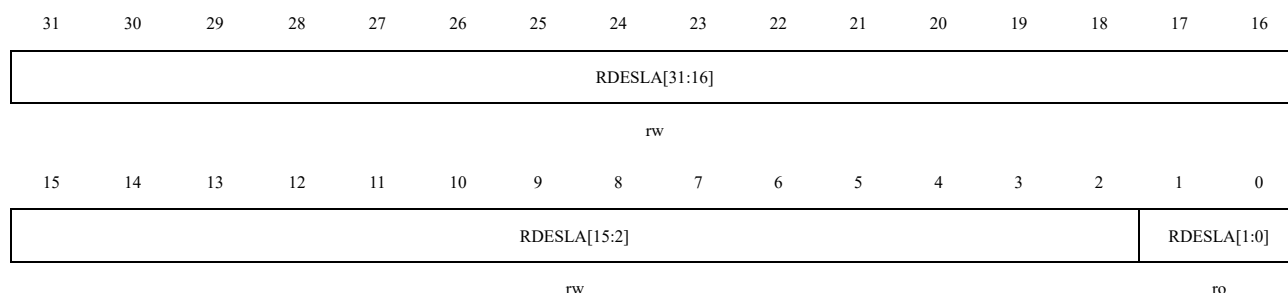 31 30 29 28 27 26 25 24 23 22 21 20 19 18 17 16
RDESLA[31:16]
rw
15 14 13 12 11 10 9 8 7 6 5 4 3 2 1 0
RDESLA[15:2] RDESLA[1:0]
rw ro